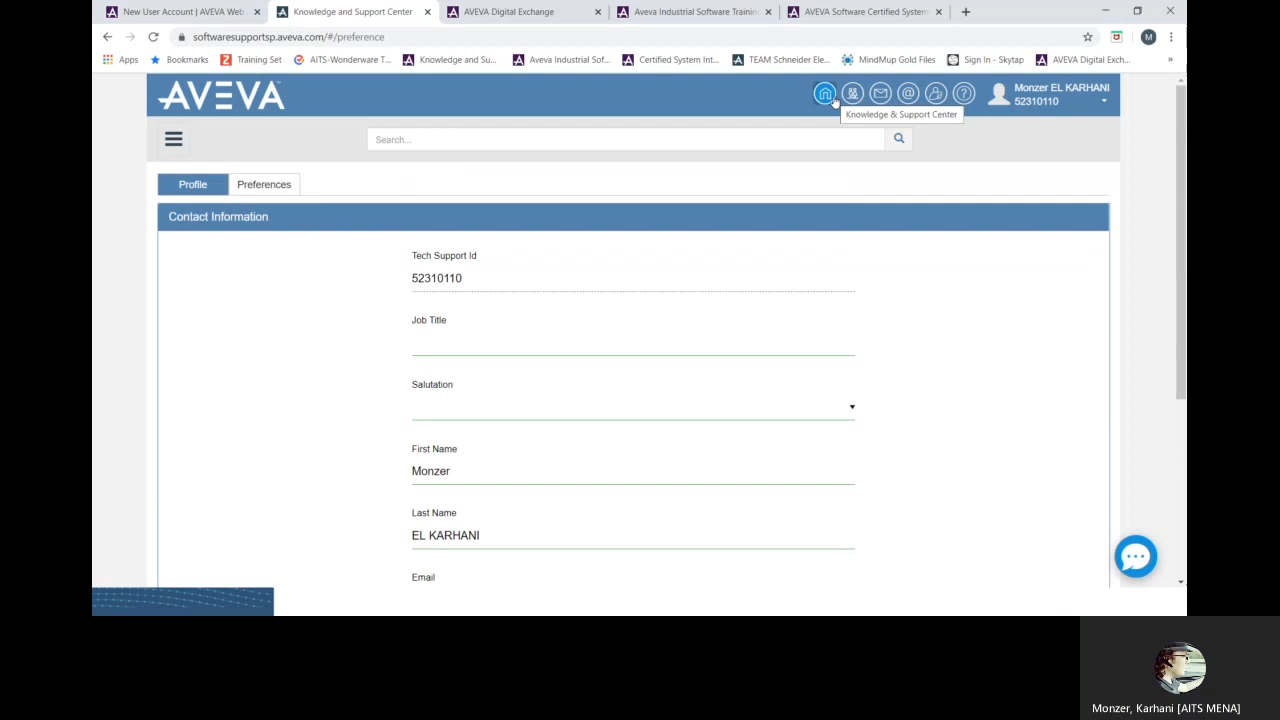 New User Account | AVEVA Web
Knowledge and Support Center
AVEVA Digital Exchange
Aveva Industrial Software Trainin
AVEVA Software Certified System
softwaresupportsp.aveva.com/#/preference
M
Apps
Bookmarks
Training Set
AITS-Wonderware T...
Knowledge and Su...
Aveva Industrial Sof...
Certified System Int...
TEAM Schneider Ele...
MindMup Gold Files
Sign In - Skytap
AVEVA Digital Exch...
»
AVEVA
Monzer EL KARHANI
52310110
Knowledge & Support Center
Search...
Profile
Preferences
Contact Information
Tech Support Id
52310110
Job Title
Salutation
First Name
Monzer
Last Name
EL KARHANI
Email
Monzer, Karhani [AITS MENA]